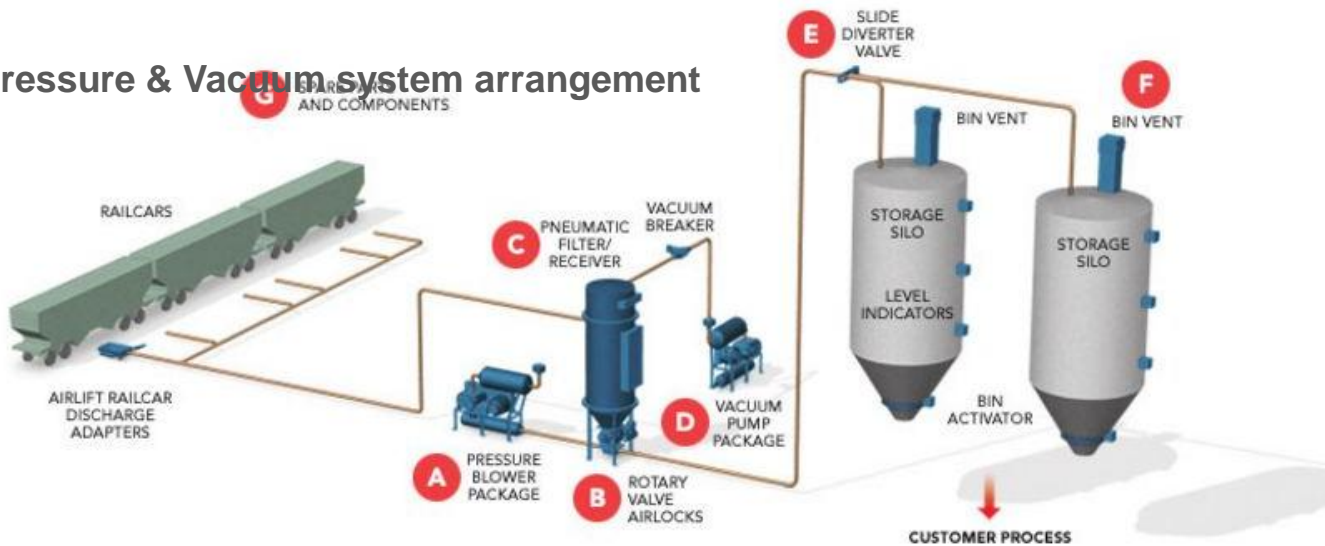 ressure & Vacuum system arrangement
G
SPARE PARTS
AND COMPONENTS
RAILCARS
AIRLIFT RAILCAR
DISCHARGE
ADAPTERS
A
PRESSURE
BLOWER
PACKAGE
C
PNEUMATIC
FILTER/
RECEIVER
VACUUM
BREAKER
B
ROTARY
VALVE
AIRLOCKS
D
VACUUM
PUMP
PACKAGE
E
SLIDE
DIVERTER
VALVE
BIN VENT
F
BIN VENT
STORAGE
SILO
LEVEL
INDICATORS
STORAGE
SILO
BIN
ACTIVATOR
CUSTOMER PROCESS